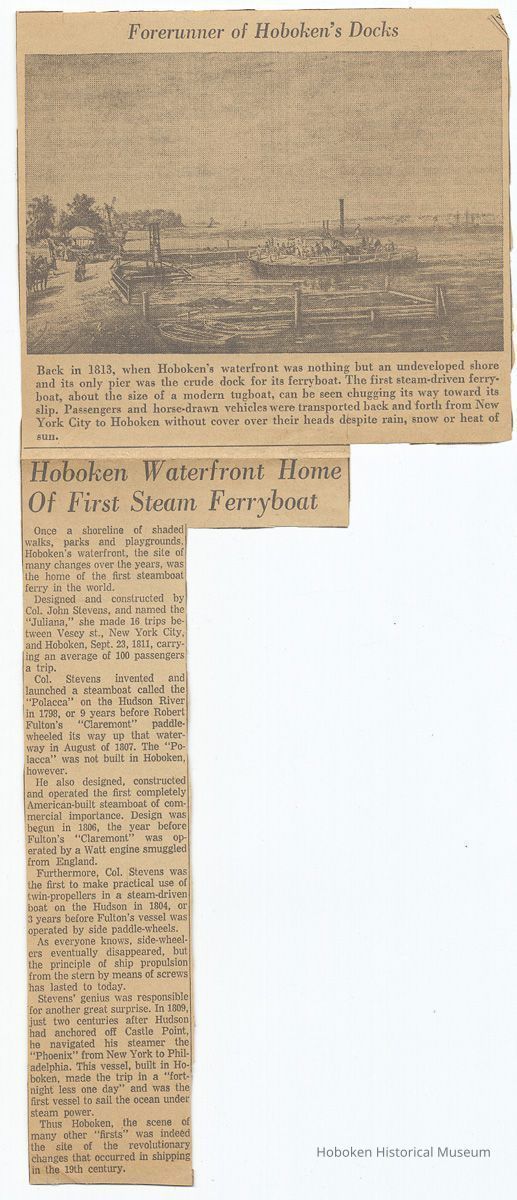 Forerunner of Hoboken's Docks
Back in 1813, when Hoboken's waterfront was nothing but an undeveloped shore
and its only pier was the crude dock for its ferryboat. The first steam-driven ferry-
boat, about the size of a modern tugboat, can be seen chugging its way toward its
slip. Passengers and horse-drawn vehicles were transported back and forth from New
York City to Hoboken without cover over their heads despite rain, snow or heat of
sun.
Hoboken Waterfront Home
Of First Steam Ferryboat
Once a shoreline of shaded
walks, parks and playgrounds,
Hoboken's waterfront, the site of
many changes over the years, was
the home of the first steamboat
ferry in the world.
Designed and constructed by
Col. John Stevens, and named the
"Juliana," she made 16 trips be-
tween Vesey st., New York City,
and Hoboken, Sept. 23, 1811, carry-
ing an average of 100 passengers
a trip.
Col. Stevens invented and
launched a steamboat called the
"Polacca" on the Hudson River
in 1798, or 9 years before Robert
Fulton's "Claremont" paddle-
wheeled its way up that water-
way in August of 1807. The "Po-
lacca" was not built in Hoboken,
however.
He also designed, constructed
and operated the first completely
American-built steamboat of com-
mercial importance. Design was
begun in 1806, the year before
Fulton's "Claremont" was op-
erated by a Watt engine smuggled
from England.
Furthermore, Col. Stevens was
the first to make practical use of
twin-propellers in a steam-driven
boat on the Hudson in 1804, or
3 years before Fulton's vessel was
operated by side paddle-wheels.
As everyone knows, side-wheel-
ers eventually disappeared, but
the principle of ship propulsion
from the stern by means of screws
has lasted to today.
Stevens' genius was responsible
for another great surprise. In 1809,
just two centuries after Hudson
had anchored off Castle Point,
he navigated his steamer the
"Phoenix" from New York to Phil-
adelphia. This vessel, built in Ho-
boken, made the trip in a "fort-
night less one day" and was the
first vessel to sail the ocean under
steam power.
Thus Hoboken, the scene of
many other "firsts" was indeed
the site of the revolutionary
changes that occurred in shipping
in the 19th century.
Hoboken Historical Museum